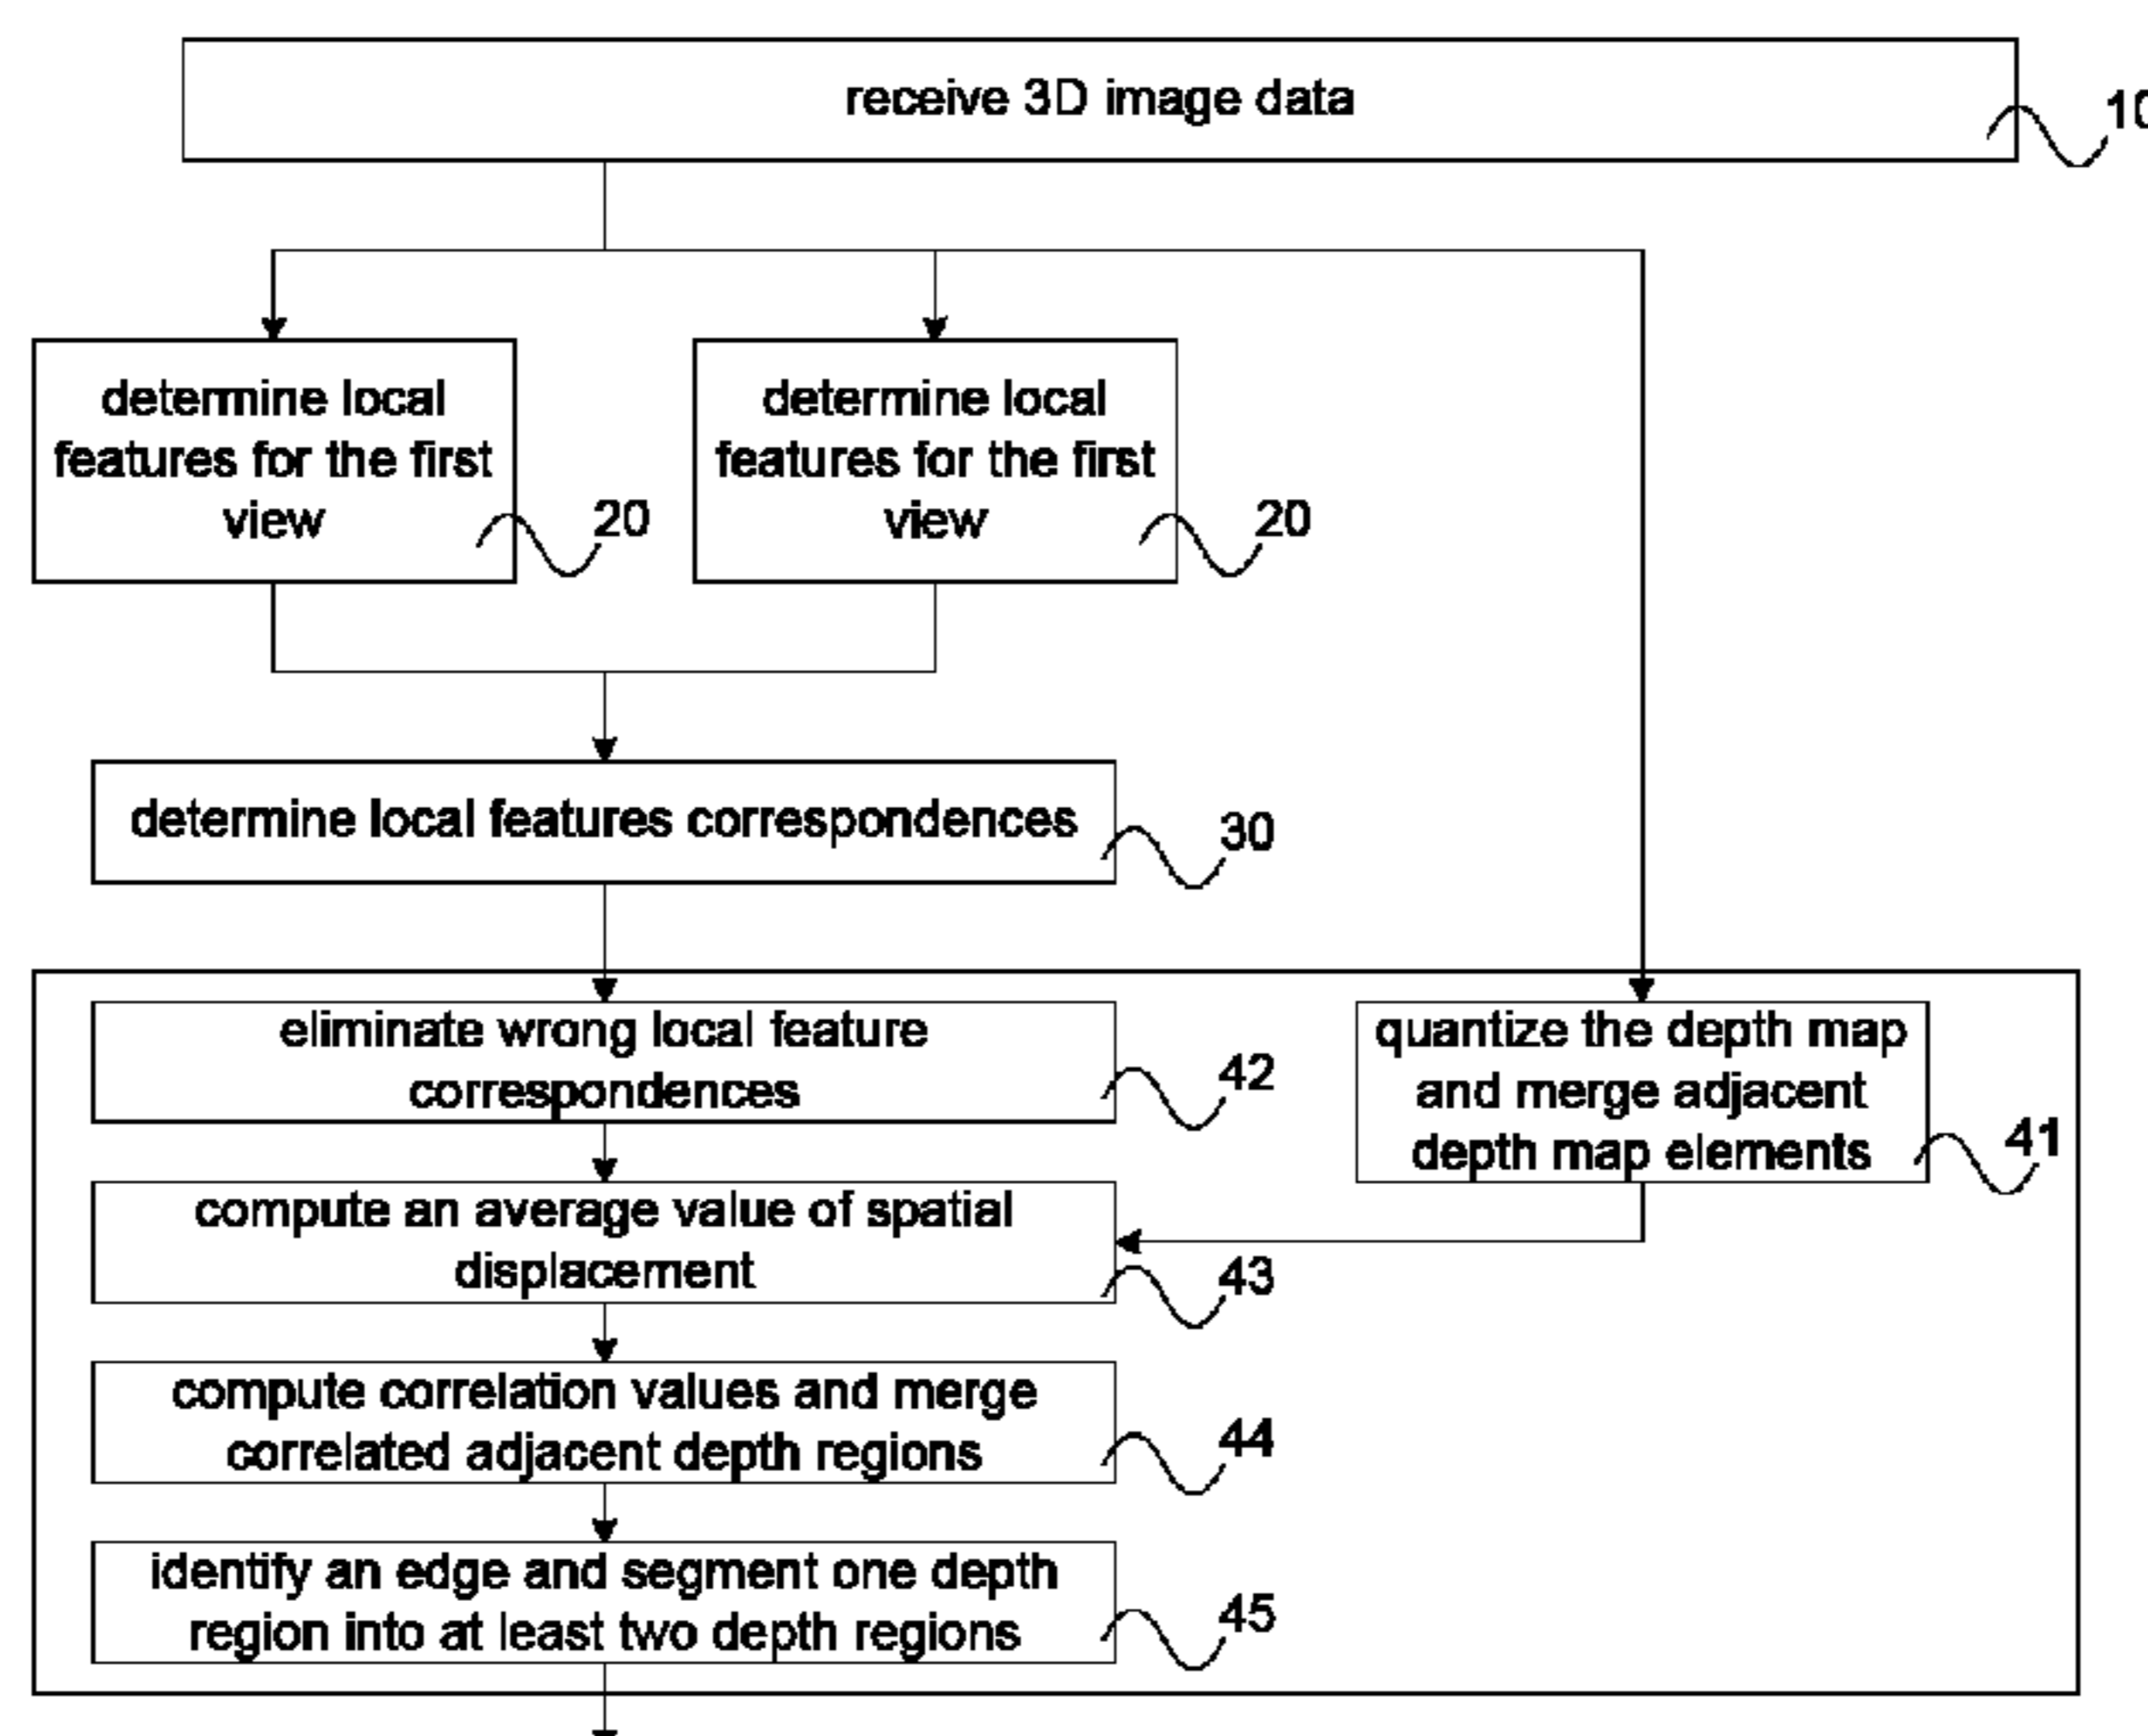 receive 3D image data
10
determine local
features for the first
view
20
determine local
features for the first
view
20
determine local features correspondences
30
eliminate wrong local feature
correspondences
42
quantize the depth map
and merge adjacent
depth map elements
41
compute an average value of spatial
displacement
43
compute correlation values and merge
correlated adjacent depth regions
44
identify an edge and segment one depth
region into at least two depth regions
45